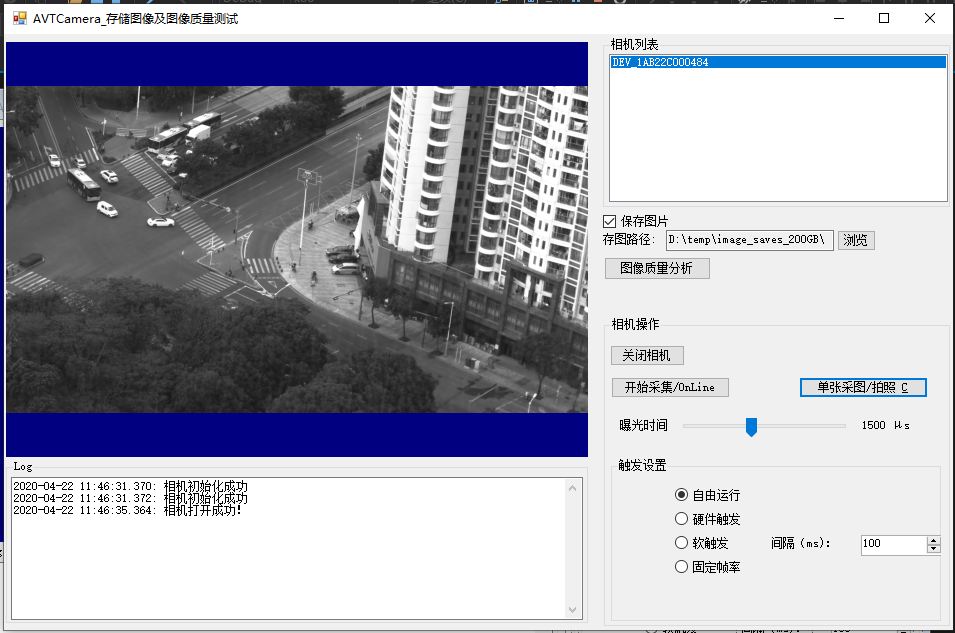 AVTCamera_存储图像及图像质量测试
相机列表
DEV_1AB22C000484
保存图片
存图路径: D:\temp\image_saves_200GB\ 浏览
图像质量分析
相机操作
关闭相机
开始采集/OnLine 单张采图/拍照 C
曝光时间 1500 μs
触发设置
自由运行
硬件触发
软触发 间隔(ms): 100
固定帧率
Log
2020-04-22 11:46:31.370: 相机初始化成功
2020-04-22 11:46:31.372: 相机初始化成功
2020-04-22 11:46:35.364: 相机打开成功!